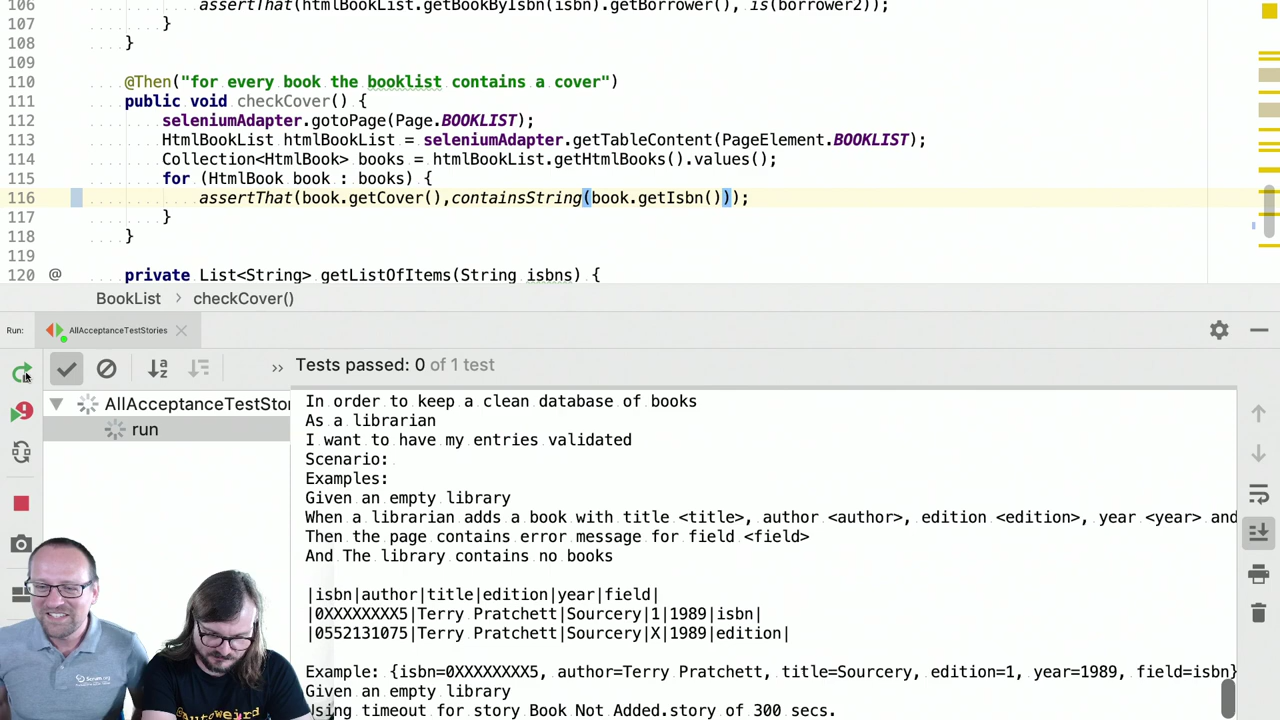 106 assertThat(htmlBookList.getBookByIsbn(isbn).getBorrower(), is(borrower2));
107 }
108 }
109
110 @Then("for every book the booklist contains a cover")
111 public void checkCover() {
112 seleniumAdapter.gotoPage(Page.BOOKLIST);
113 HtmlBookList htmlBookList = seleniumAdapter.getTableContent(PageElement.BOOKLIST);
114 Collection<HtmlBook> books = htmlBookList.getHtmlBooks().values();
115 for (HtmlBook book : books) {
116 assertThat(book.getCover(),containsString(book.getIsbn()));
117 }
118 }
119
120 @ private List<String> getListOfItems(String isbns) {
BookList > checkCover()
Run: AllAcceptanceTestStories
Tests passed: 0 of 1 test
AllAcceptanceTestStor
run
In order to keep a clean database of books
As a librarian
I want to have my entries validated
Scenario:
Examples:
Given an empty library
When a librarian adds a book with title <title>, author <author>, edition <edition>, year <year> and
Then the page contains error message for field <field>
And The library contains no books
|isbn|author|title|edition|year|field|
|0XXXXXXXX5|Terry Pratchett|Sourcery|1|1989|isbn|
|0552131075|Terry Pratchett|Sourcery|X|1989|edition|
Example: {isbn=0XXXXXXXX5, author=Terry Pratchett, title=Sourcery, edition=1, year=1989, field=isbn}
Given an empty library
Using timeout for story Book Not Added.story of 300 secs.
Scrum.org